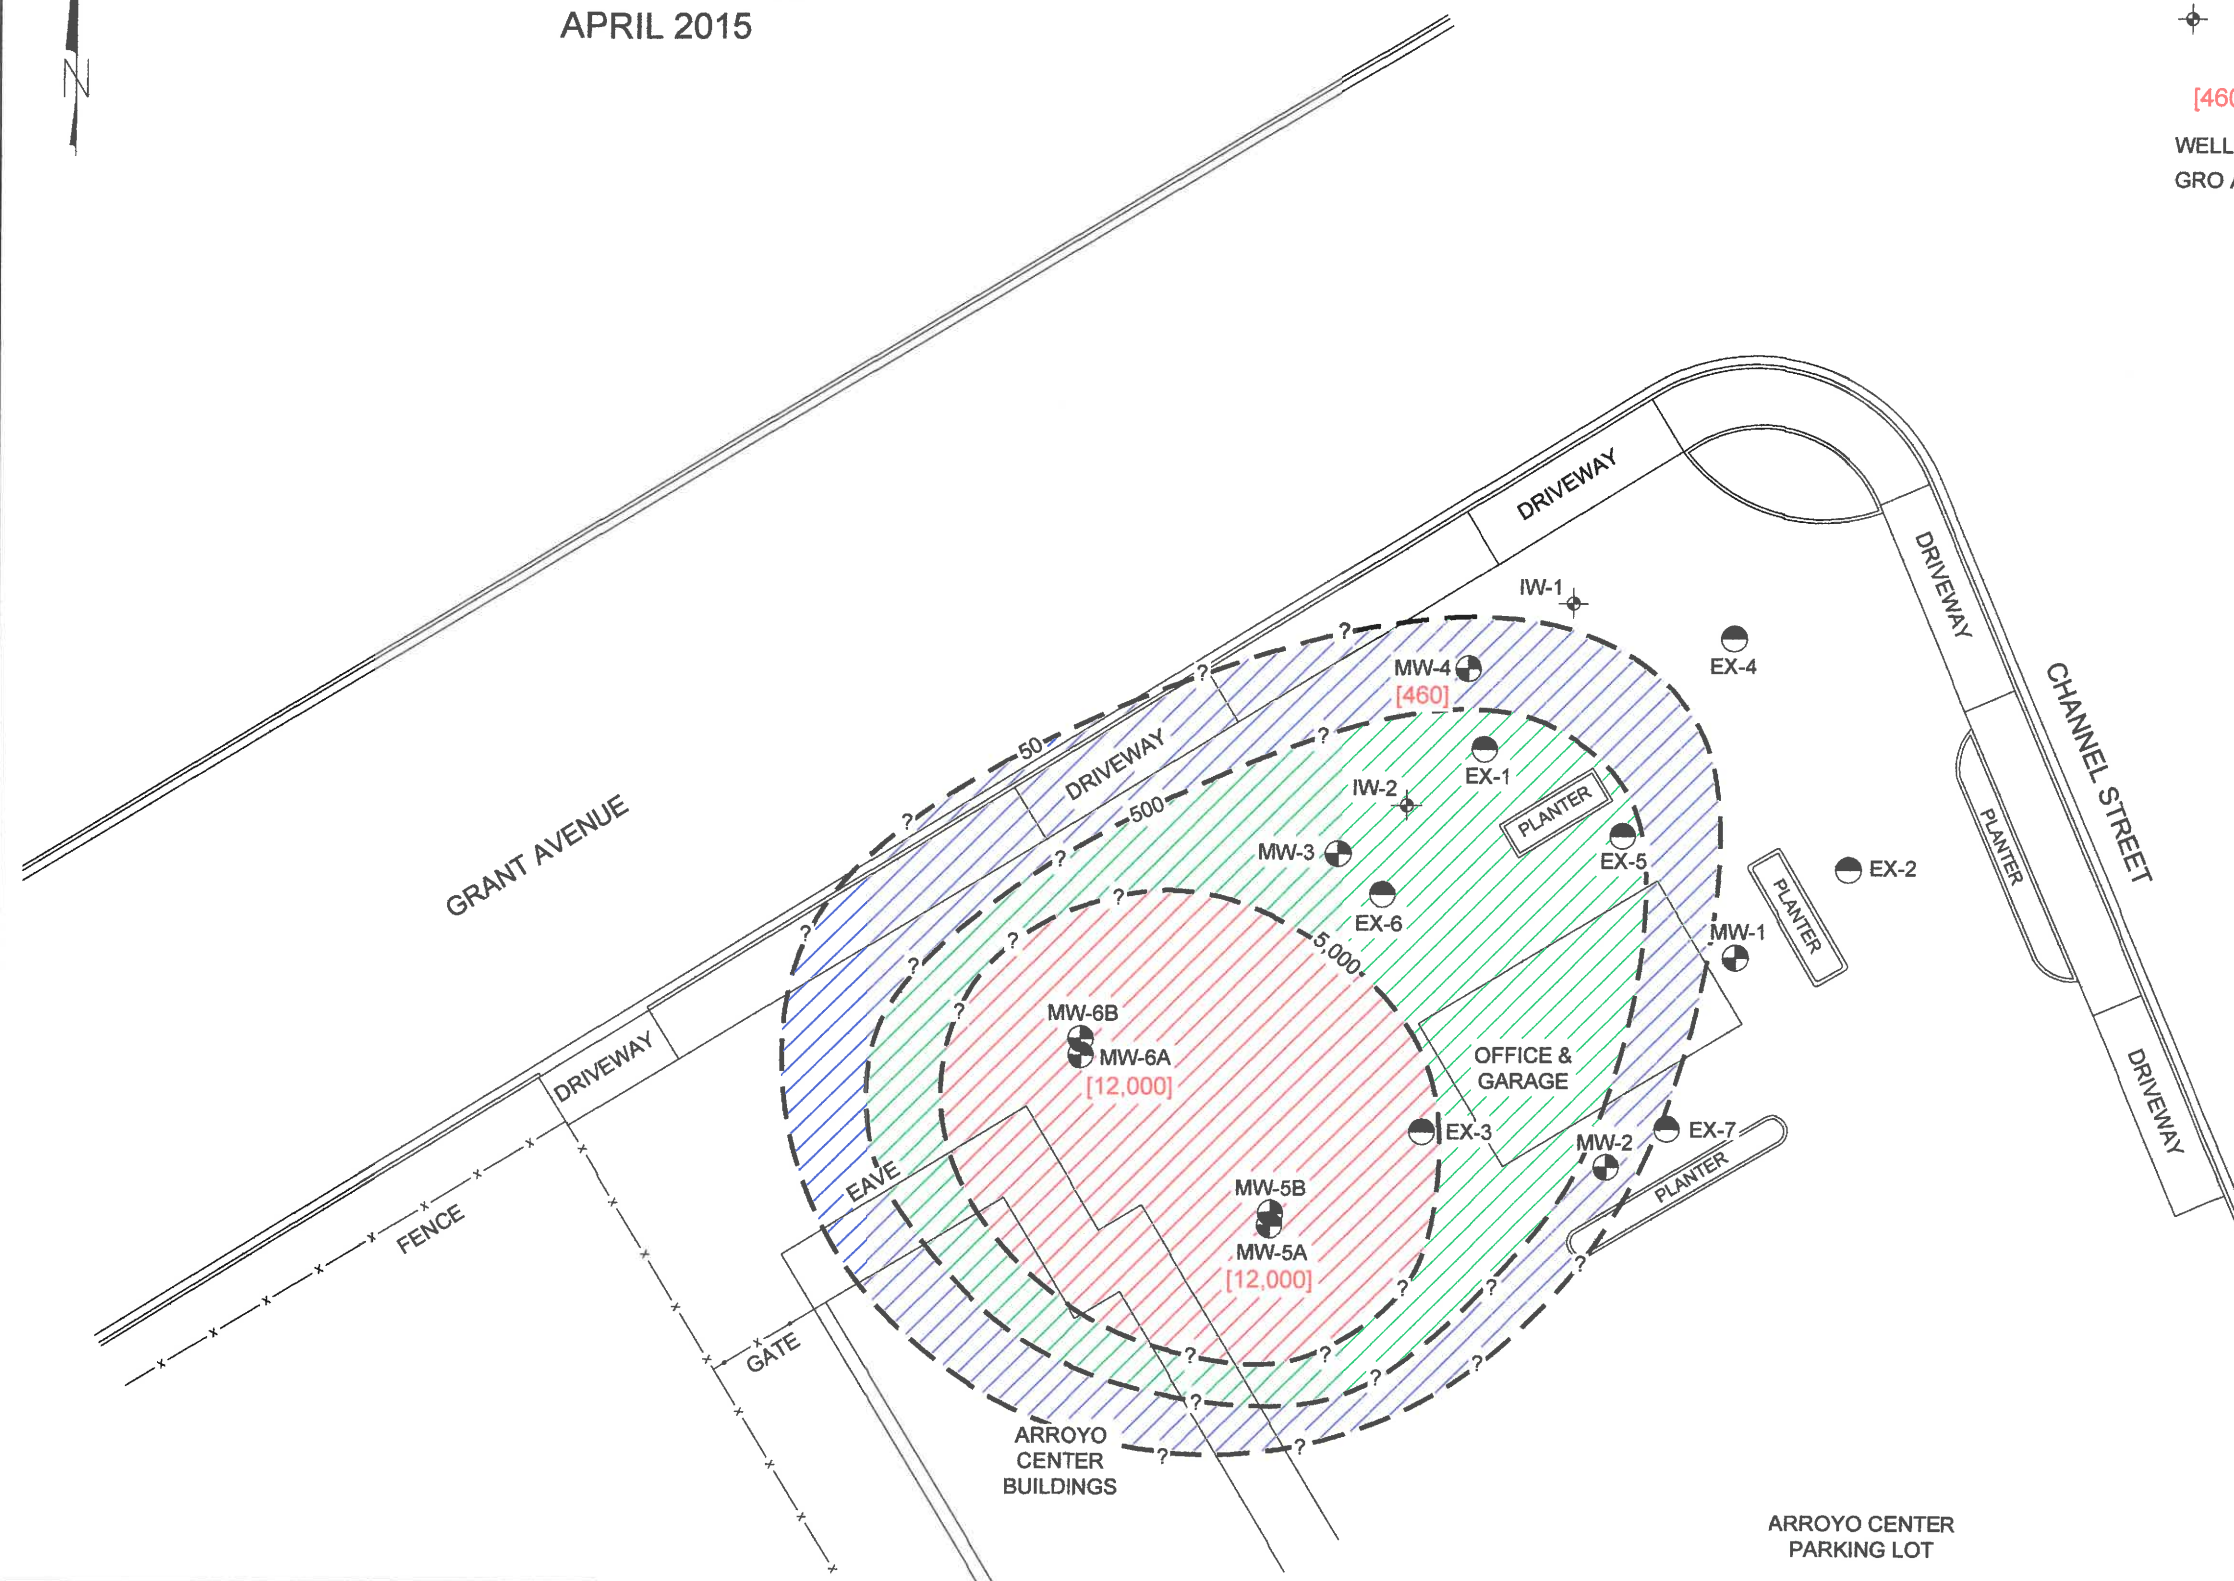 APRIL 2015
N
[460
WELL
GRO
DRIVEWAY
DRIVEWAY
IW-1
EX-4
MW-4
[460]
CHANNEL STREET
50
DRIVEWAY
500
EX-1
IW-2
PLANTER
GRANT AVENUE
MW-3
EX-5
EX-2
PLANTER
PLANTER
EX-6
MW-1
5,000
MW-6B
MW-6A
[12,000]
OFFICE &
GARAGE
DRIVEWAY
DRIVEWAY
EX-3
EX-7
MW-2
PLANTER
EAVE
MW-5B
MW-5A
[12,000]
FENCE
GATE
ARROYO
CENTER
BUILDINGS
ARROYO CENTER
PARKING LOT